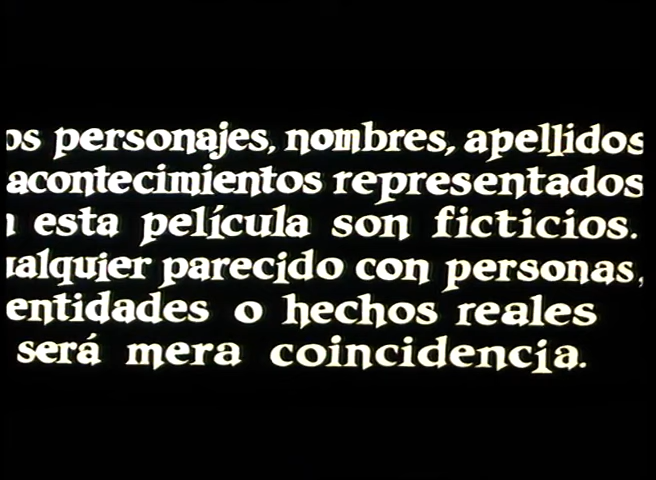 os personajes, nombres, apellidos
acontecimientos representados
n esta película son ficticios.
ualquier parecido con personas,
entidades o hechos reales
será mera coincidencia.